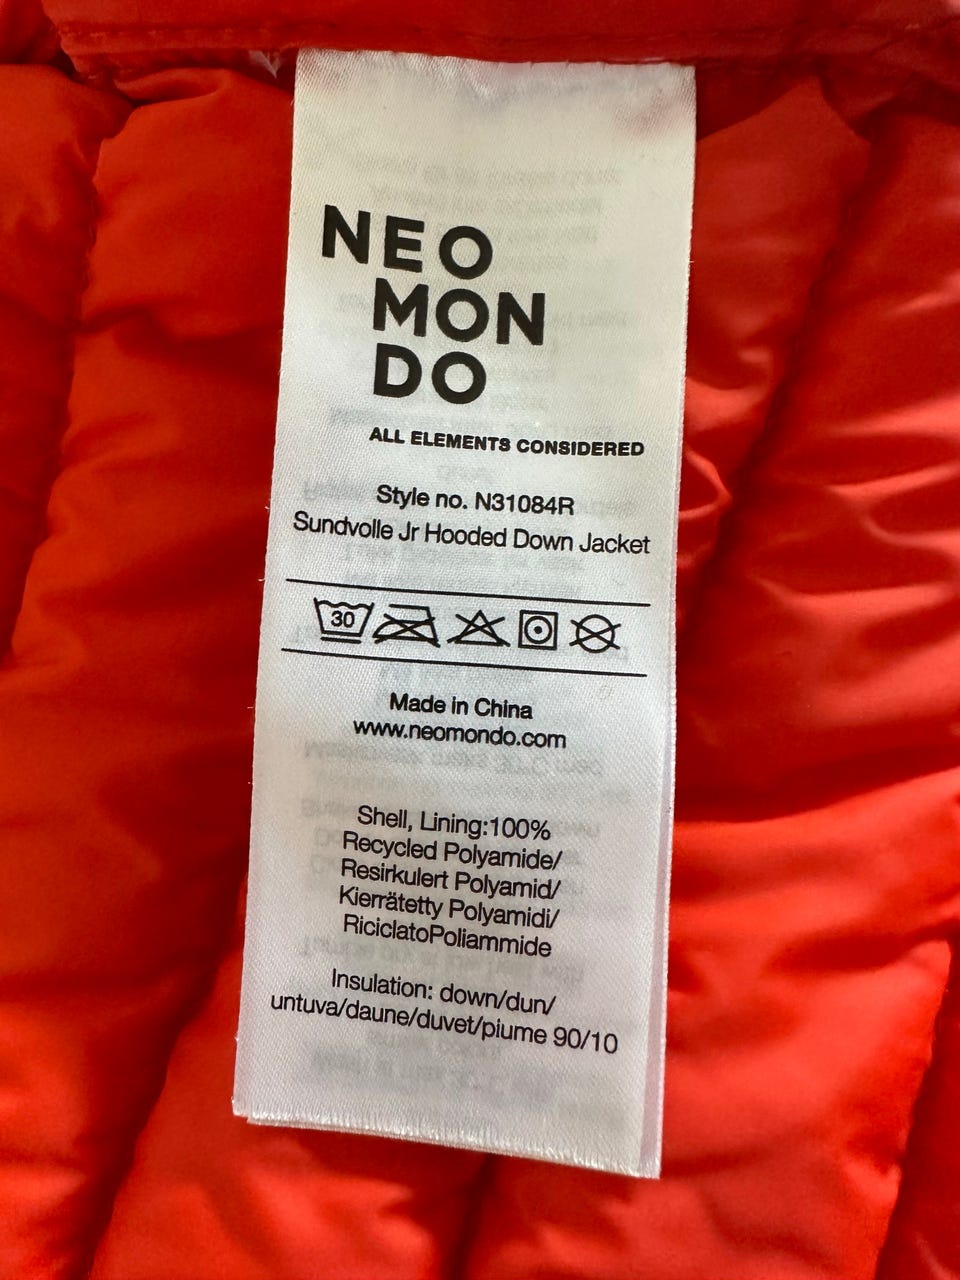 NEO
MON
DO
ALL ELEMENTS CONSIDERED
Style no. N31084R
Sundvolle Jr Hooded Down Jacket
30
Made in China
www.neomondo.com
Shell, Lining:100%
Recycled Polyamide/
Resirkulert Polyamid/
Kierrätetty Polyamidi/
RiciclatoPoliammide
Insulation: down/dun/
untuva/daune/duvet/piume 90/10